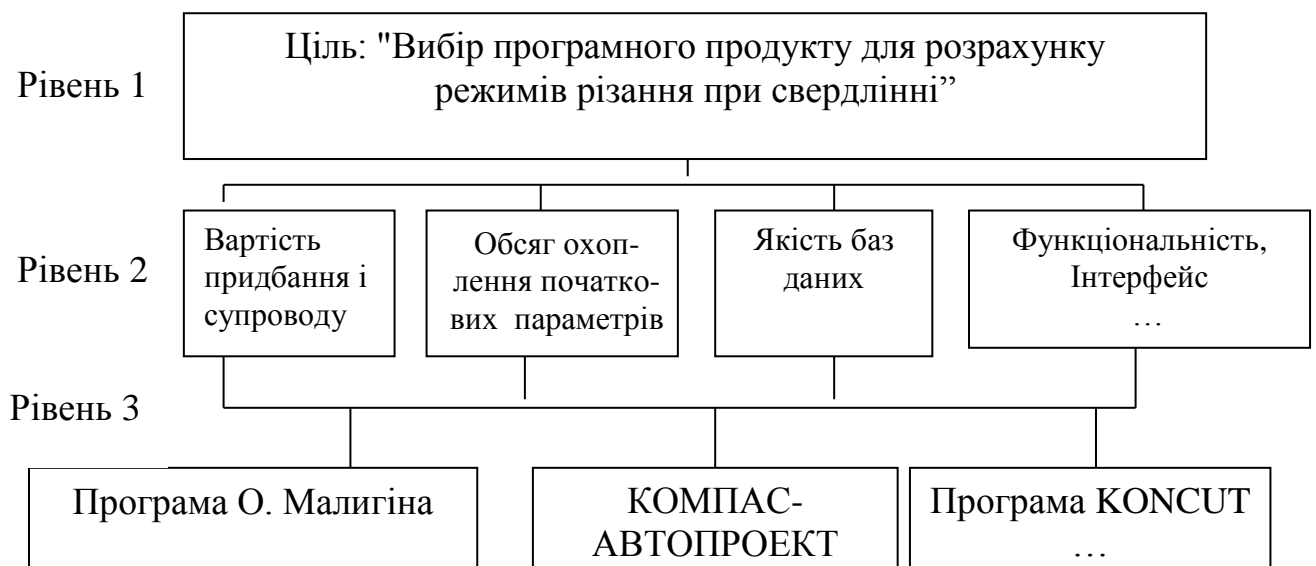 Ціль: "Вибір програмного продукту для розрахунку
режимів різання при свердлінні”
Рівень 1
Вартість
придбання і
супроводу
Обсяг охоп-
лення початко-
вих параметрів
Якість баз
даних
Функціональність,
Інтерфейс
…
Рівень 2
Рівень 3
Програма О. Малигіна
КОМПАС-
АВТОПРОЕКТ
Програма KONCUT
…